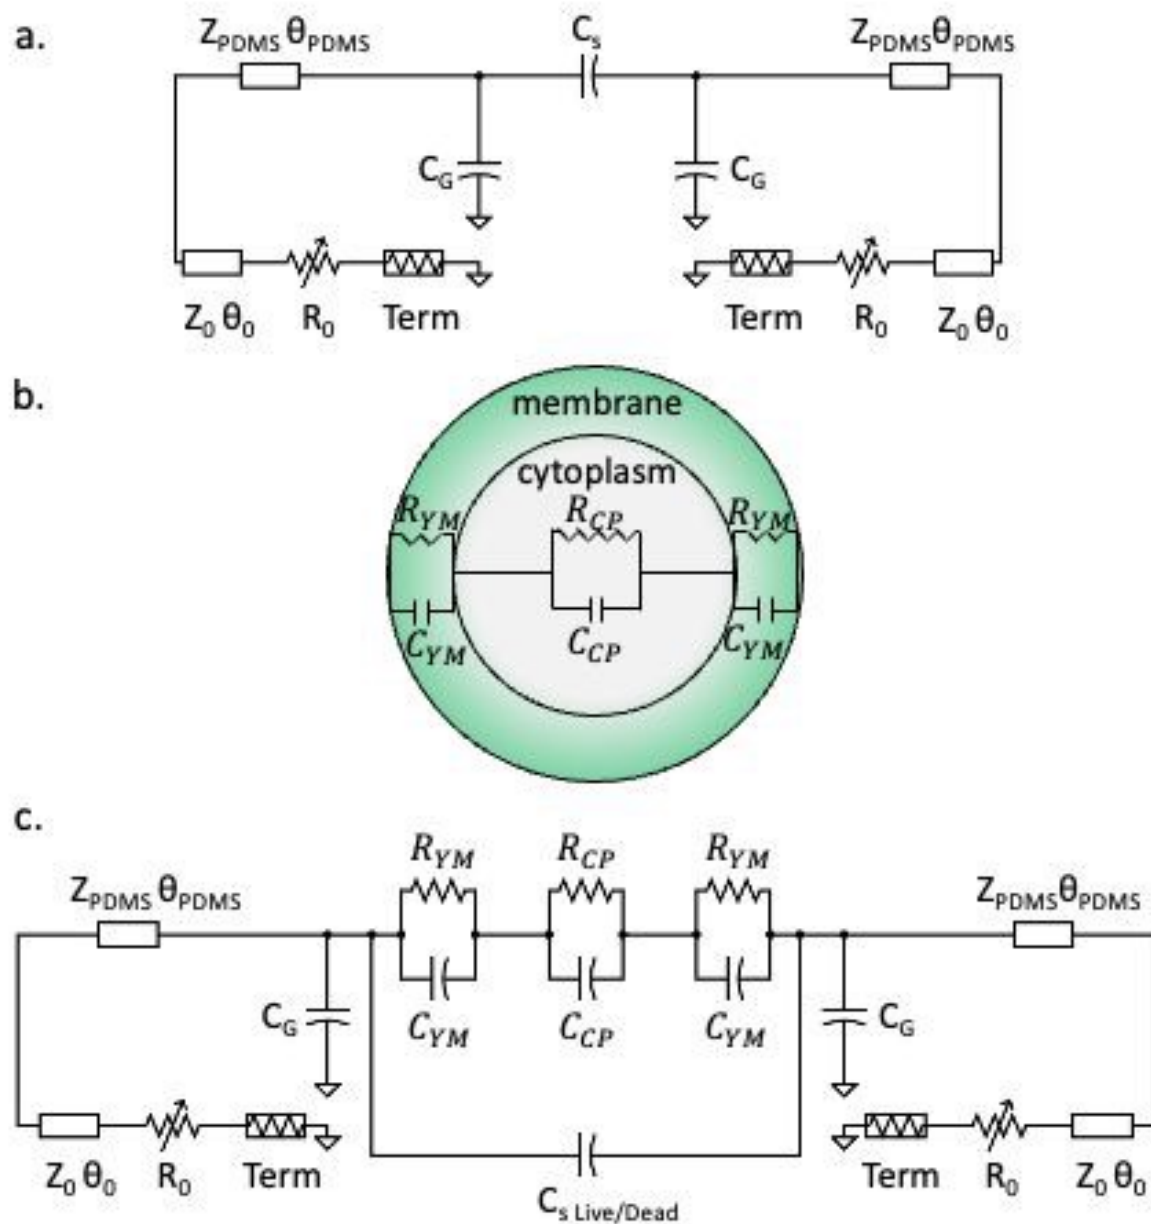 a.
Z_PDMS θ_PDMS C_s Z_PDMS θ_PDMS
C_G C_G
Z_0 θ_0 R_0 Term Term R_0 Z_0 θ_0
b.
membrane
cytoplasm
R_YM R_CP R_YM
C_YM C_CP C_YM
c.
R_YM R_CP R_YM
Z_PDMS θ_PDMS Z_PDMS θ_PDMS
C_G C_YM C_CP C_YM C_G
Z_0 θ_0 R_0 Term Term R_0 Z_0 θ_0
C_s Live/Dead